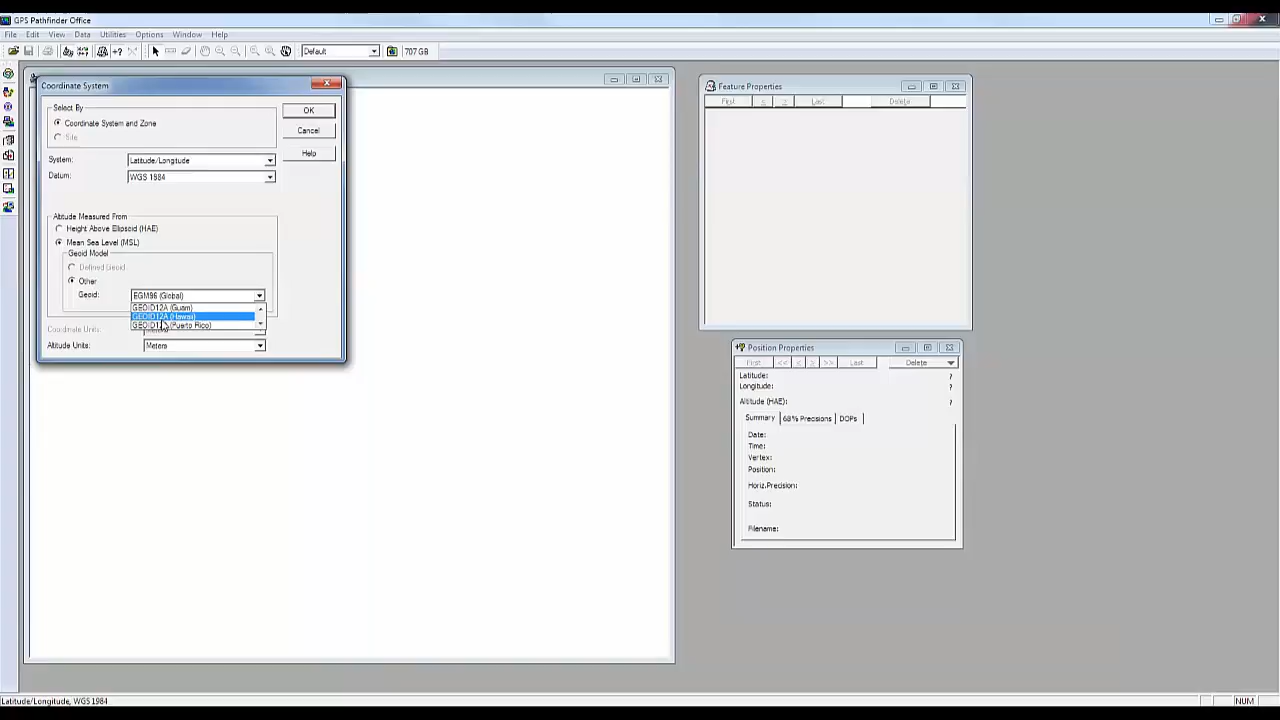 GPS Pathfinder Office
File Edit View Data Utilities Options Window Help
Default
707 GB
Coordinate System
Select By
Coordinate System and Zone
Site
OK
Cancel
Help
System: Latitude/Longitude
Datum: WGS 1984
Altitude Measured From
Height Above Ellipsoid (HAE)
Mean Sea Level (MSL)
Geoid Model
Defined Geoid
Other
Geoid: EGM96 (Global)
GEOID12A (Guam)
GEOID12A (Hawaii)
(Puerto Rico)
Coordinate Units:
Altitude Units: Meters
Feature Properties
First < > Last Delete
Position Properties
First << < > >> Last Delete
Latitude: ?
Longitude: ?
Altitude (HAE): ?
Summary 68% Precisions DOPs
Date:
Time:
Vertex:
Position:
Horiz.Precision:
Status:
Filename:
Latitude/Longitude, WGS 1984
NUM